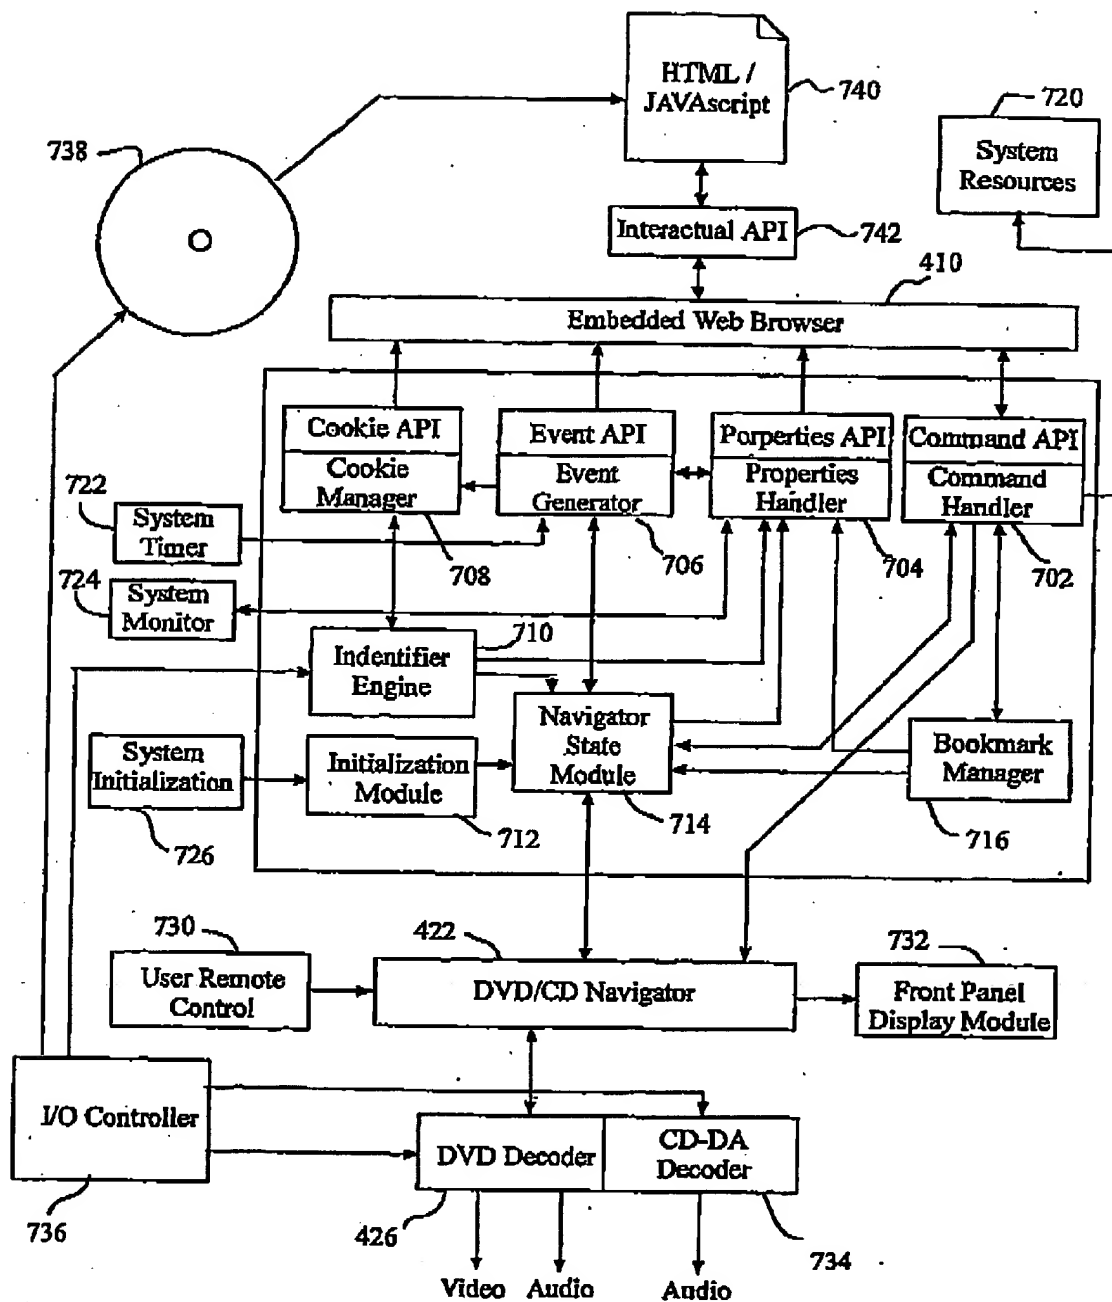 HTML /
JAVAscript
740
720
System
Resources
738
Interactual API
742
410
Embedded Web Browser
Cookie API
Event API
Porperties API
Command API
Cookie
Manager
Event
Generator
Properties
Handler
Command
Handler
722
System
Timer
708
706
704
702
724
System
Monitor
710
Indentifier
Engine
Navigator
State
Module
Bookmark
Manager
System
Initialization
Initialization
Module
726
712
714
716
730
422
732
User Remote
Control
DVD/CD Navigator
Front Panel
Display Module
I/O Controller
DVD Decoder
CD-DA
Decoder
736
426
734
Video
Audio
Audio